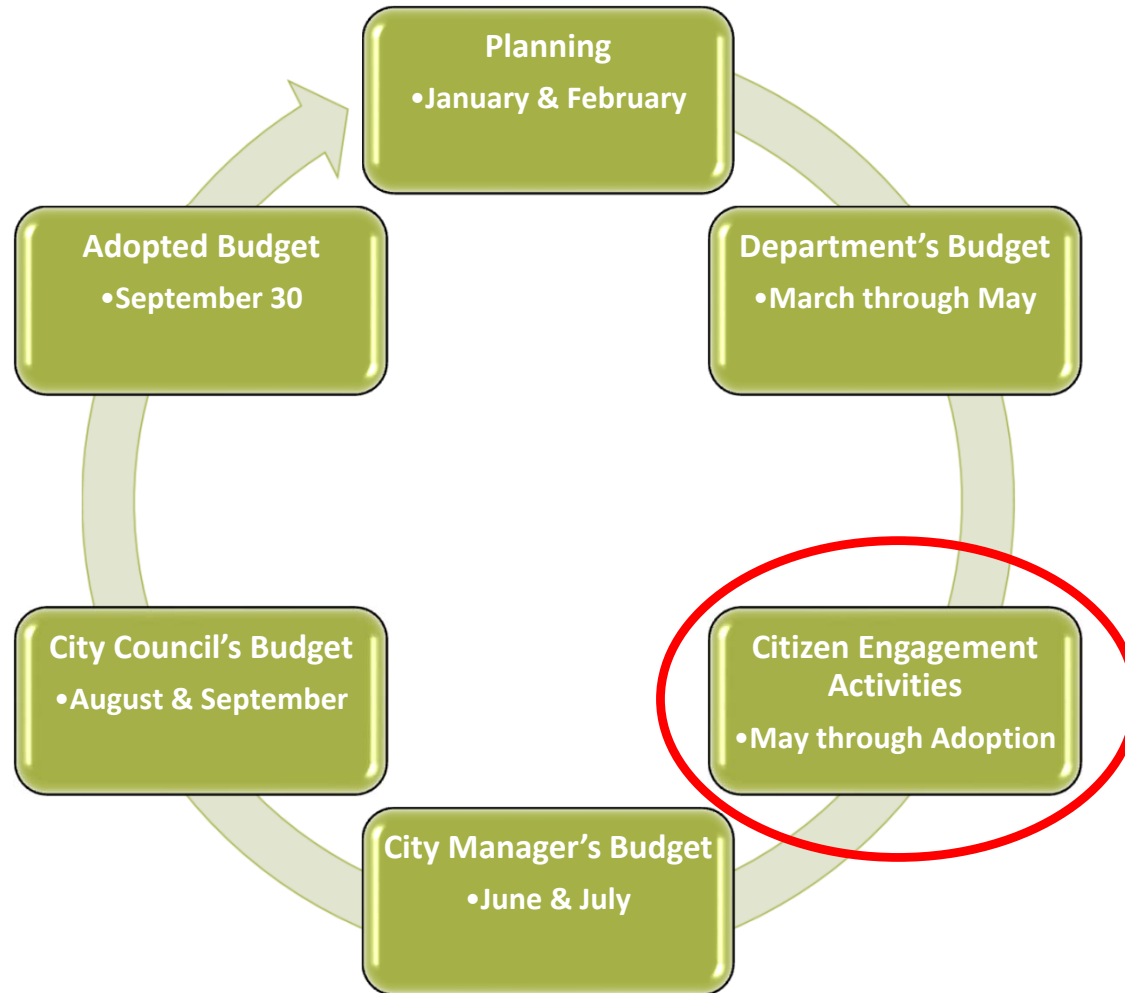 Planning
•January & February
Department’s Budget
•March through May
Citizen Engagement
Activities
•May through Adoption
City Manager’s Budget
•June & July
City Council’s Budget
•August & September
Adopted Budget
•September 30